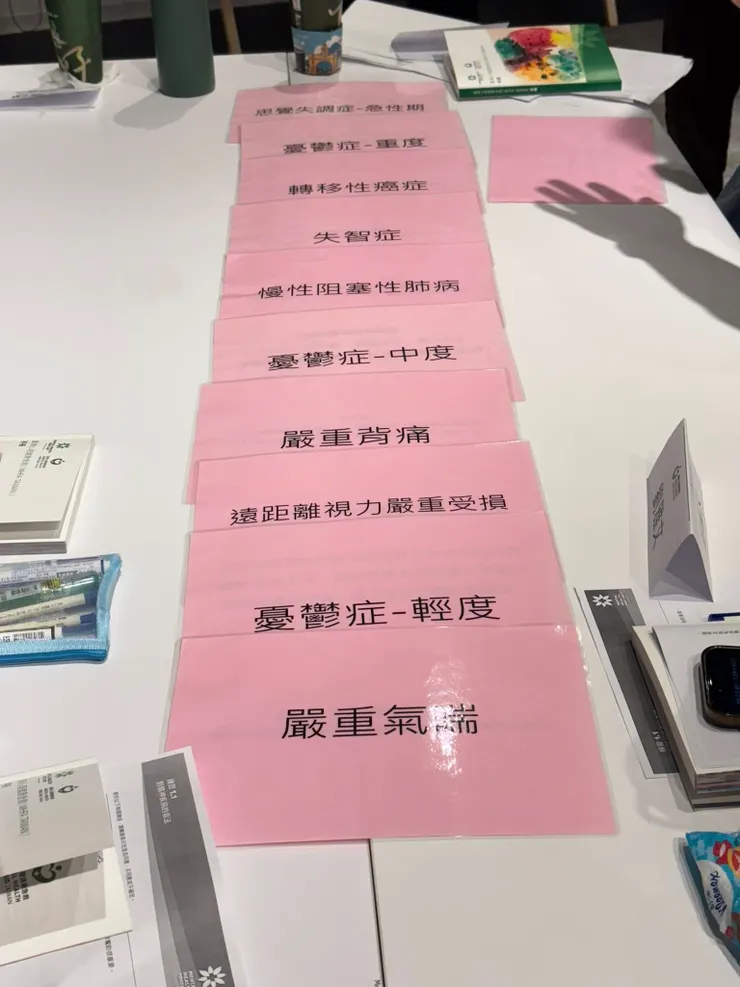 思覺失調症-急性期
憂鬱症-重度
轉移性癌症
失智症
慢性阻塞性肺病
憂鬱症-中度
嚴重背痛
遠距離視力嚴重受損
憂鬱症-輕度
嚴重氣喘